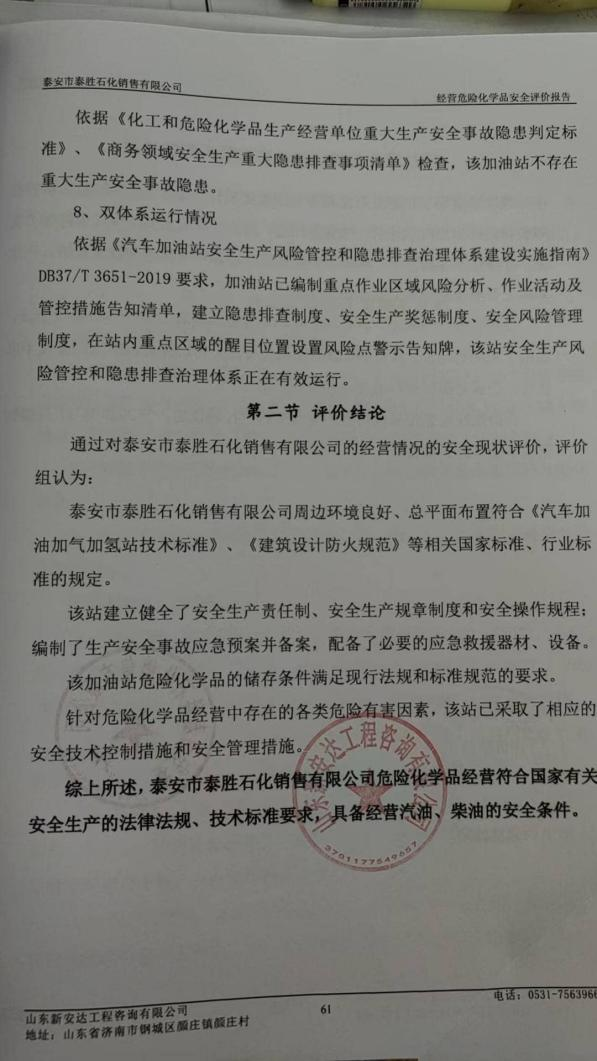 泰安市泰胜石化销售有限公司
经营危险化学品安全评价报告
依据《化工和危险化学品生产经营单位重大生产安全事故隐患判定标
准》、《商务领域安全生产重大隐患排查事项清单》检查，该加油站不存在
重大生产安全事故隐患。
8、双体系运行情况
依据《汽车加油站安全生产风险管控和隐患排查治理体系建设实施指南》
DB37/T 3651-2019 要求，加油站已编制重点作业区域风险分析、作业活动及
管控措施告知清单，建立隐患排查制度、安全生产奖惩制度、安全风险管理
制度，在站内重点区域的醒目位置设置风险点警示告知牌，该站安全生产风
险管控和隐患排查治理体系正在有效运行。
第二节 评价结论
通过对泰安市泰胜石化销售有限公司的经营情况的安全现状评价，评价
组认为：
泰安市泰胜石化销售有限公司周边环境良好、总平面布置符合《汽车加
油加气加氢站技术标准》、《建筑设计防火规范》等相关国家标准、行业标
准的规定。
该站建立健全了安全生产责任制、安全生产规章制度和安全操作规程；
编制了生产安全事故应急预案并备案，配备了必要的应急救援器材、设备。
该加油站危险化学品的储存条件满足现行法规和标准规范的要求。
针对危险化学品经营中存在的各类危险有害因素，该站已采取了相应的
安全技术控制措施和安全管理措施。
综上所述，泰安市泰胜石化销售有限公司危险化学品经营符合国家有关
安全生产的法律法规、技术标准要求，具备经营汽油、柴油的安全条件。
山东新安达工程咨询有限公司
3701177549657
山东新安达工程咨询有限公司
61
电话：0531-7563966
地址：山东省济南市钢城区颜庄镇颜庄村